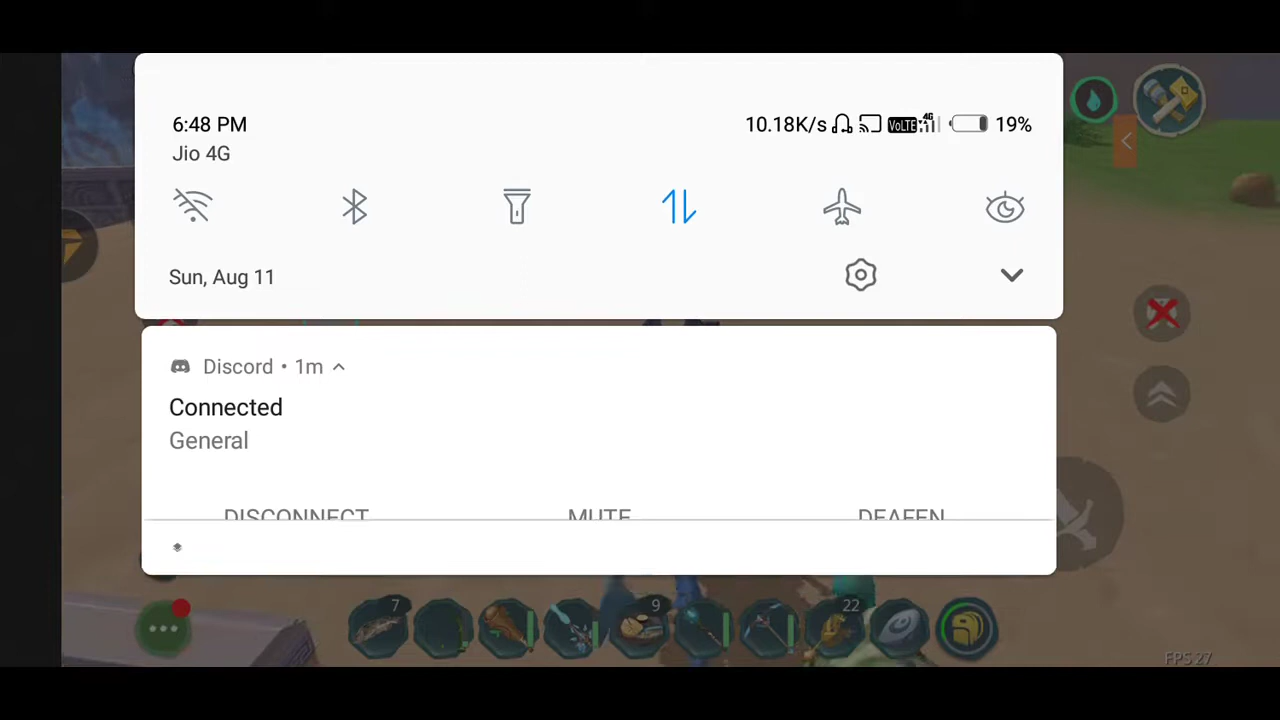 6:48 PM
10.18K/s VoLTE 4G 19%
Jio 4G
Sun, Aug 11
Discord • 1m
Connected
General
DISCONNECT MUTE DEAFEN
7 9 22
FPS 27